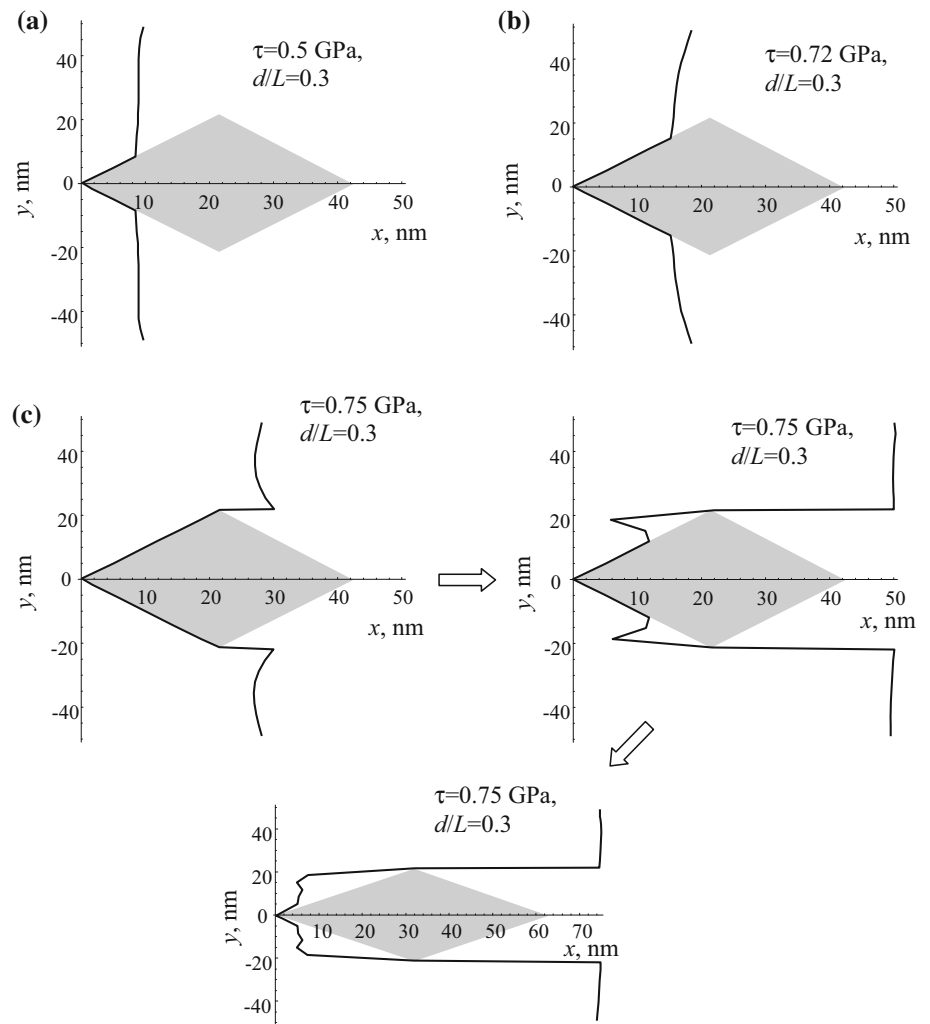 (a)
τ=0.5 GPa,
d/L=0.3
y, nm
40
20
0
-20
-40
10 20 30 40 50
x, nm
(b)
τ=0.72 GPa,
d/L=0.3
y, nm
40
20
0
-20
-40
10 20 30 40 50
x, nm
(c)
τ=0.75 GPa,
d/L=0.3
y, nm
40
20
0
-20
-40
10 20 30 40 50
x, nm
τ=0.75 GPa,
d/L=0.3
y, nm
40
20
0
-20
-40
10 20 30 40 50
x, nm
τ=0.75 GPa,
d/L=0.3
y, nm
40
20
0
-20
-40
10 20 30 40 50 60 70
x, nm